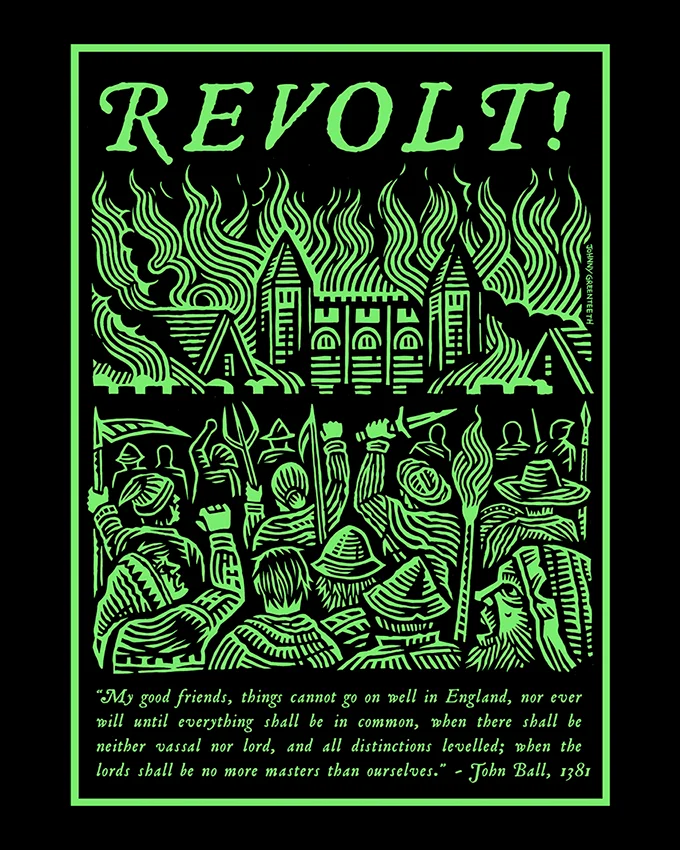 REVOLT!
JOHNNY GREENTEETH
“My good friends, things cannot go on well in England, nor ever
will until everything shall be in common, when there shall be
neither vassal nor lord, and all distinctions levelled; when the
lords shall be no more masters than ourselves.” - John Ball, 1381